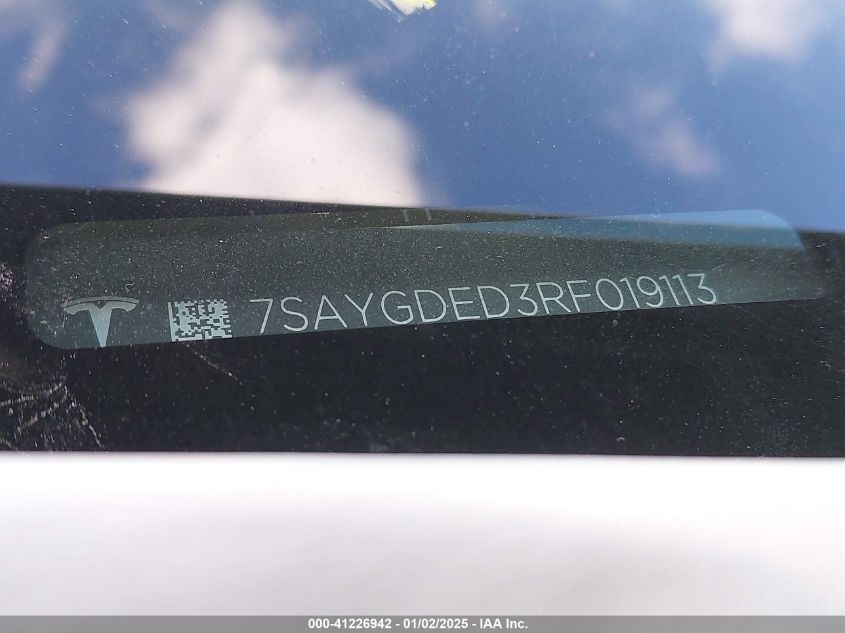 7SAYGDED3RF019113
000-41226942 - 01/02/2025 - IAA Inc.